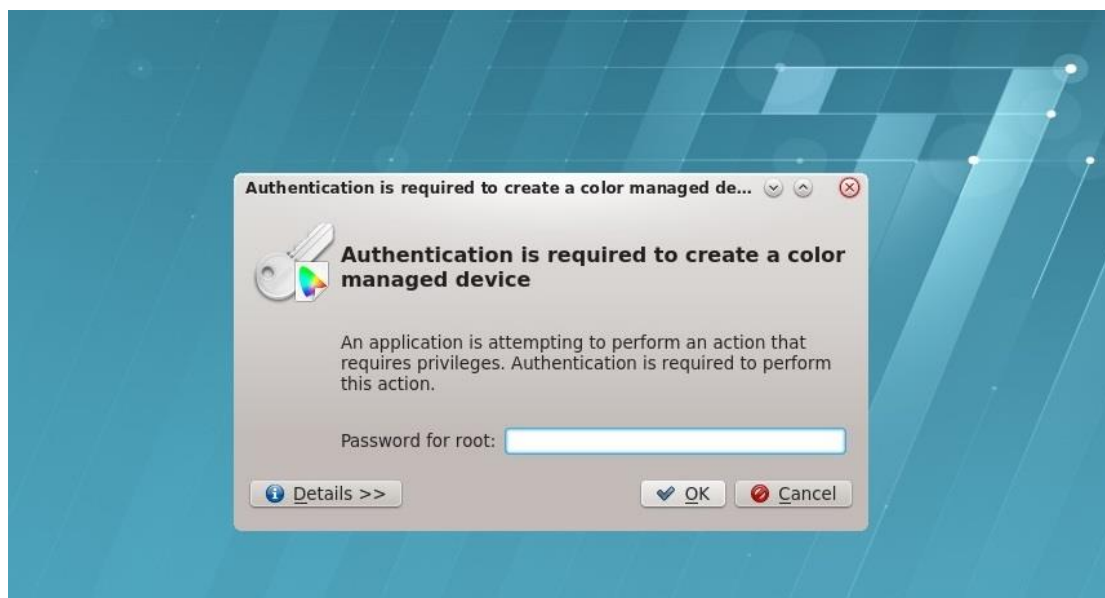 Authentication is required to create a color managed de...
Authentication is required to create a color
managed device
An application is attempting to perform an action that
requires privileges. Authentication is required to perform
this action.
Password for root:
Details >>
OK
Cancel